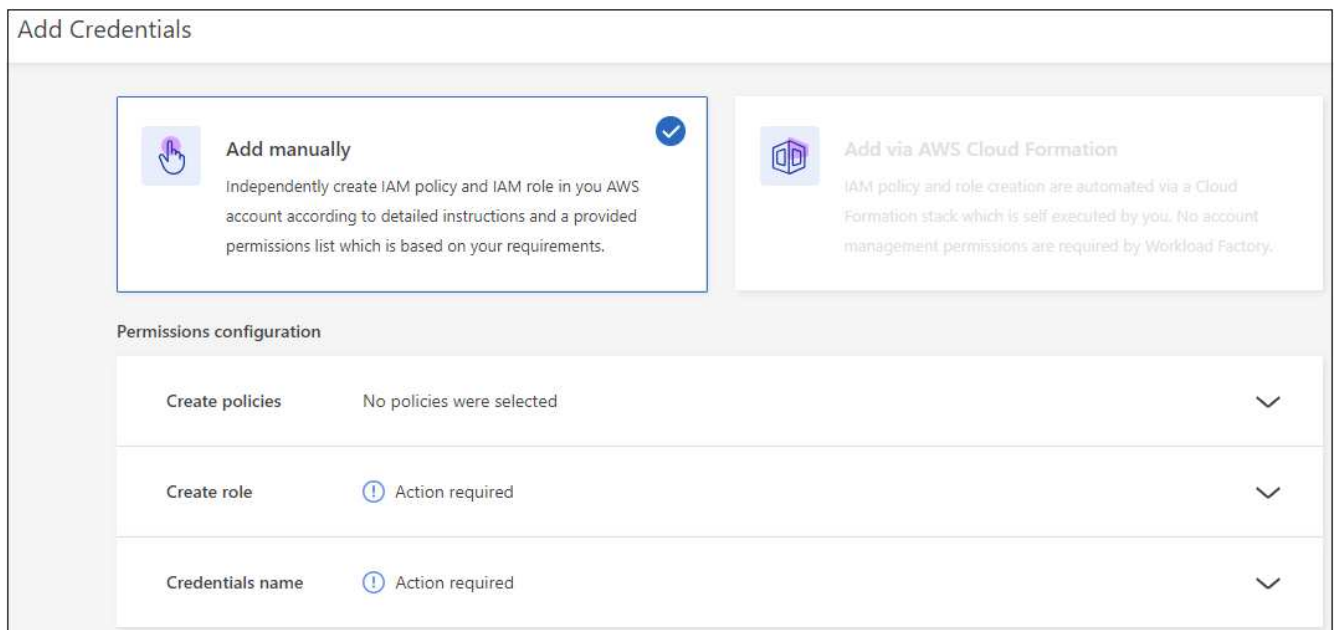 Add Credentials
Add manually
Independently create IAM policy and IAM role in you AWS
account according to detailed instructions and a provided
permissions list which is based on your requirements.
Add via AWS Cloud Formation
IAM policy and role creation are automated via a Cloud
Formation stack which is self executed by you. No account
management permissions are required by Workload Factory.
Permissions configuration
Create policies No policies were selected
Create role Action required
Credentials name Action required